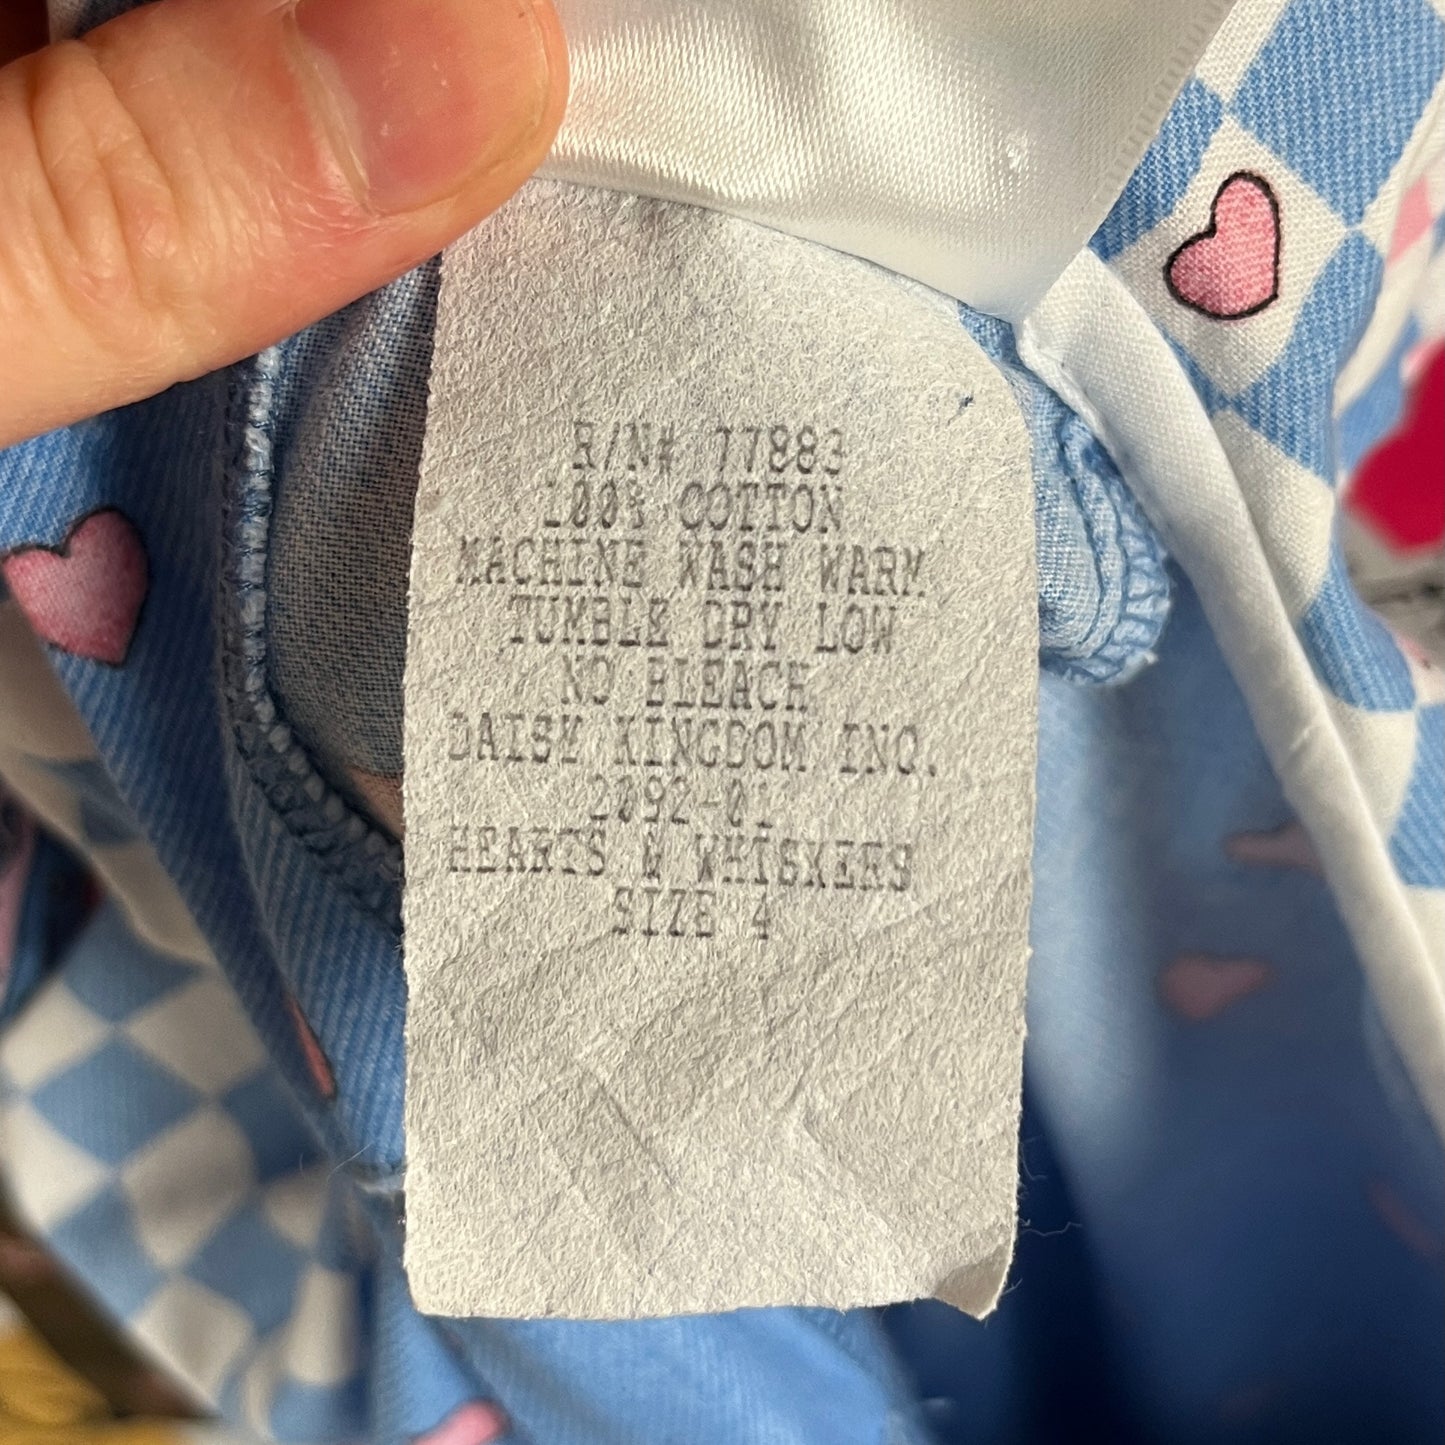 R/N# 77883
100% COTTON
MACHINE WASH WARM
TUMBLE DRY LOW
NO BLEACH
DAISY KINGDOM INC.
2092-01
HEARTS & WHISKERS
SIZE 4